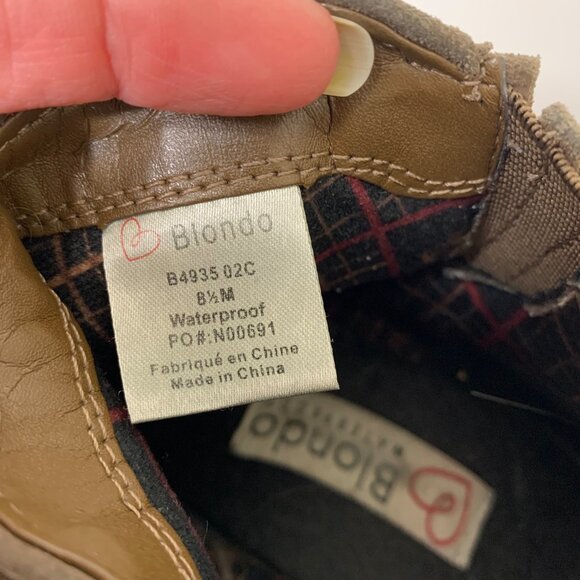 Blondo
B4935 02C
8½M
Waterproof
PO#:N00691
Fabriqué en Chine
Made in China
Blondo